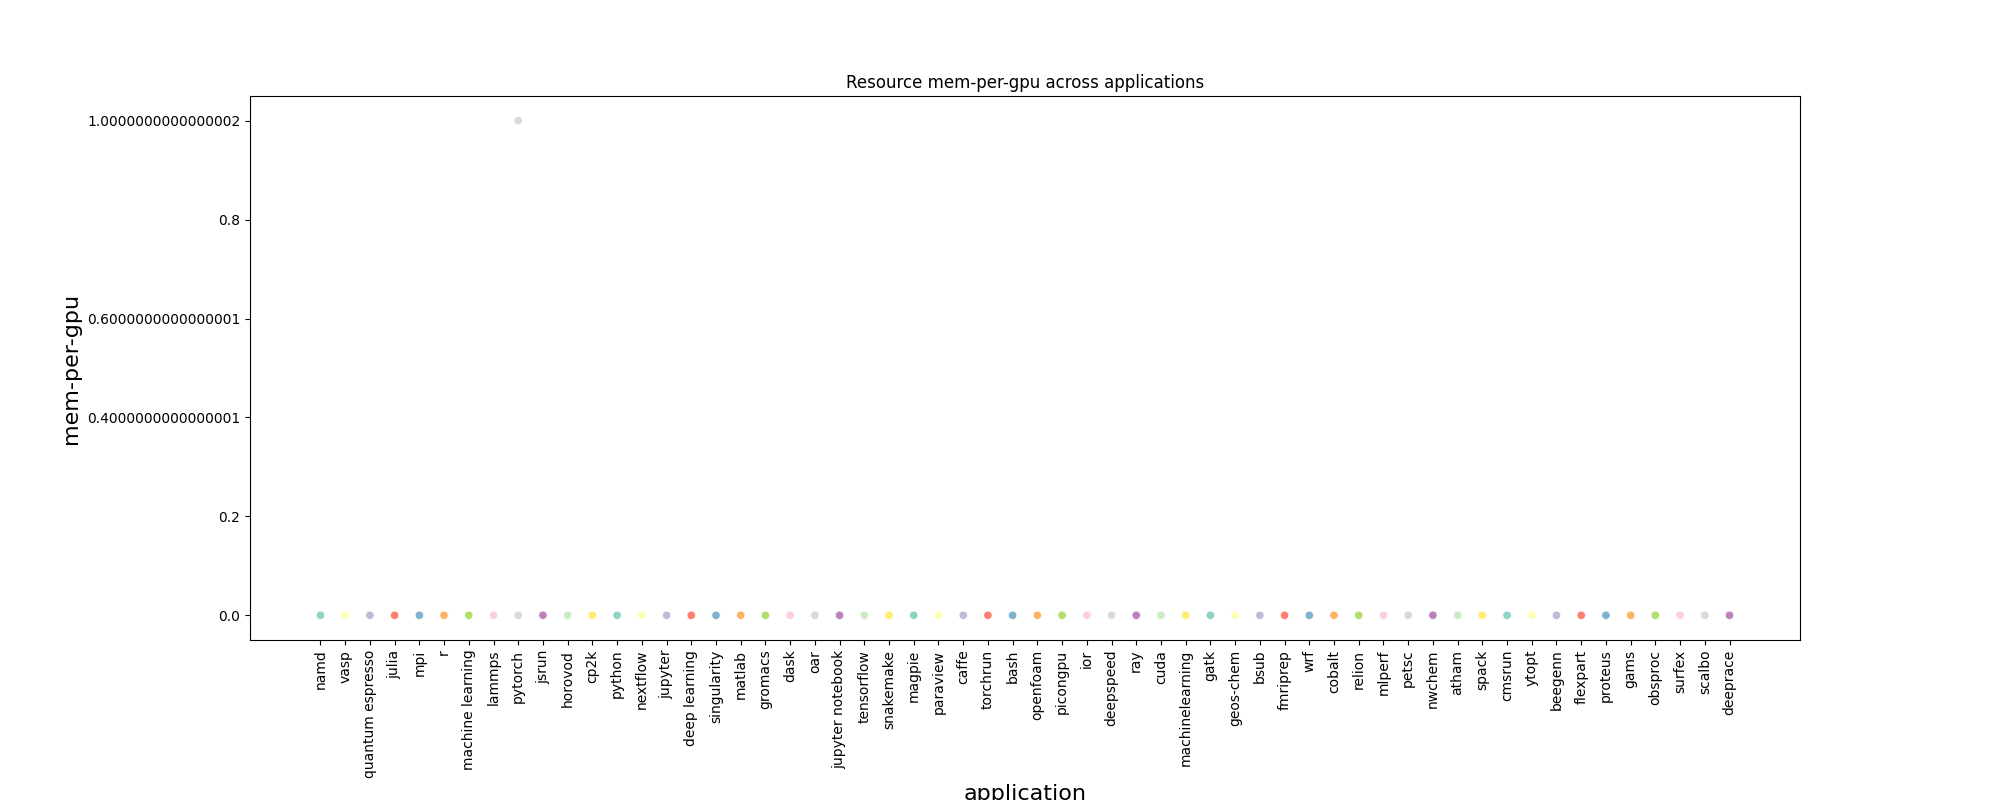 Resource mem-per-gpu across applications
mem-per-gpu
1.0000000000000002
0.8
0.6000000000000001
0.4000000000000001
0.2
0.0
namd
vasp
quantum espresso
julia
mpi
r
machine learning
lammps
pytorch
jsrun
horovod
cp2k
python
nextflow
jupyter
deep learning
singularity
matlab
gromacs
dask
oar
jupyter notebook
tensorflow
snakemake
magpie
paraview
caffe
torchrun
bash
openfoam
picongpu
ior
deepspeed
ray
cuda
machinelearning
gatk
geos-chem
bsub
fmriprep
wrf
cobalt
relion
mlperf
petsc
nwchem
atham
spack
cmsrun
ytopt
beegenn
flexpart
proteus
gams
obsproc
surfex
scalbo
deeprace
application